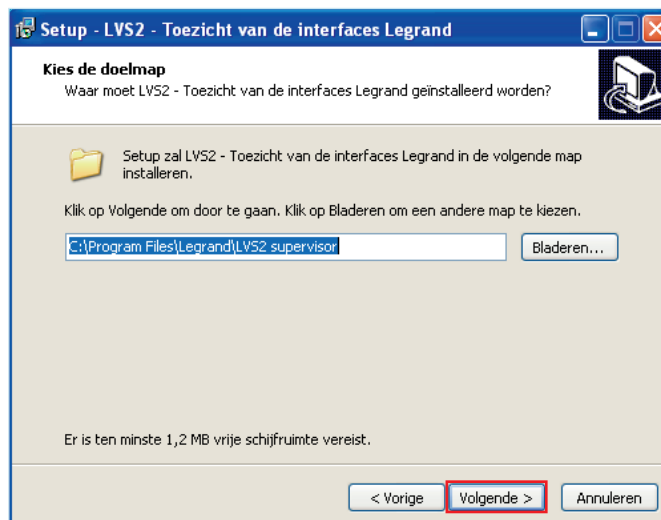 Setup - LVS2 - Toezicht van de interfaces Legrand
Kies de doelmap
Waar moet LVS2 - Toezicht van de interfaces Legrand geïnstalleerd worden?
Setup zal LVS2 - Toezicht van de interfaces Legrand in de volgende map
installeren.
Klik op Volgende om door te gaan. Klik op Bladeren om een andere map te kiezen.
C:\Program Files\Legrand\LVS2 supervisor
Bladeren...
Er is ten minste 1,2 MB vrije schijfruimte vereist.
< Vorige
Volgende >
Annuleren